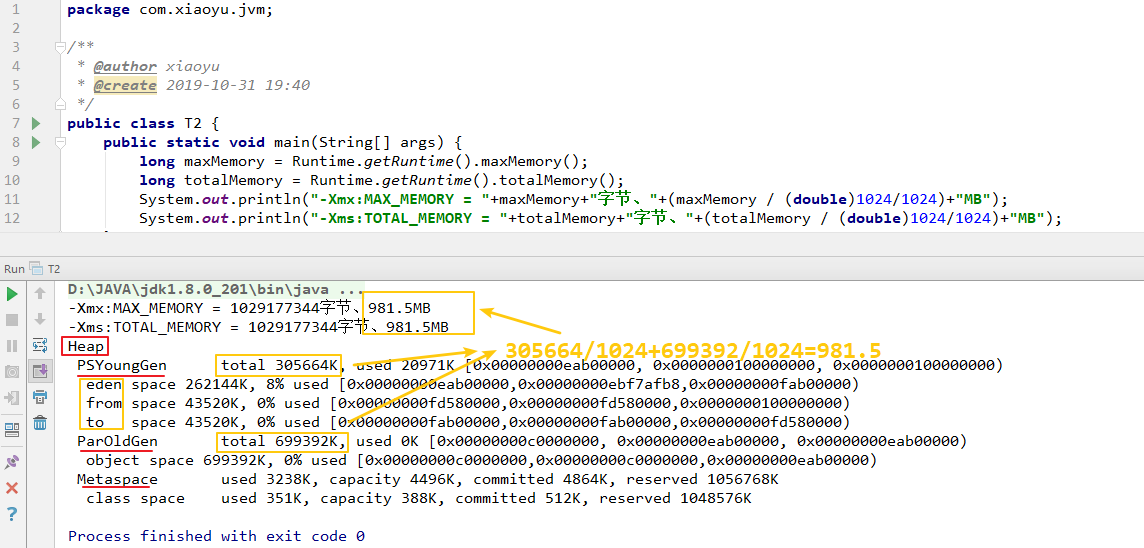 1 package com.xiaoyu.jvm;
2
3 /**
4 * @author xiaoyu
5 * @create 2019-10-31 19:40
6 */
7 public class T2 {
8 public static void main(String[] args) {
9 long maxMemory = Runtime.getRuntime().maxMemory();
10 long totalMemory = Runtime.getRuntime().totalMemory();
11 System.out.println("-Xmx:MAX_MEMORY = "+maxMemory+"字节、"+(maxMemory / (double)1024/1024)+"MB");
12 System.out.println("-Xms:TOTAL_MEMORY = "+totalMemory+"字节、"+(totalMemory / (double)1024/1024)+"MB");
Run T2
D:\JAVA\jdk1.8.0_201\bin\java ...
-Xmx:MAX_MEMORY = 1029177344字节、981.5MB
-Xms:TOTAL_MEMORY = 1029177344字节、981.5MB
Heap
305664/1024+699392/1024=981.5
PSYoungGen total 305664K, used 20971K [0x00000000eab00000, 0x0000000100000000, 0x0000000100000000)
eden space 262144K, 8% used [0x00000000eab00000,0x00000000ebf7afb8,0x00000000fab00000)
from space 43520K, 0% used [0x00000000fd580000,0x00000000fd580000,0x0000000100000000)
to space 43520K, 0% used [0x00000000fab00000,0x00000000fab00000,0x00000000fd580000)
ParOldGen total 699392K, used 0K [0x00000000c0000000, 0x00000000eab00000, 0x00000000eab00000)
object space 699392K, 0% used [0x00000000c0000000,0x00000000c0000000,0x00000000eab00000)
Metaspace used 3238K, capacity 4496K, committed 4864K, reserved 1056768K
class space used 351K, capacity 388K, committed 512K, reserved 1048576K
Process finished with exit code 0